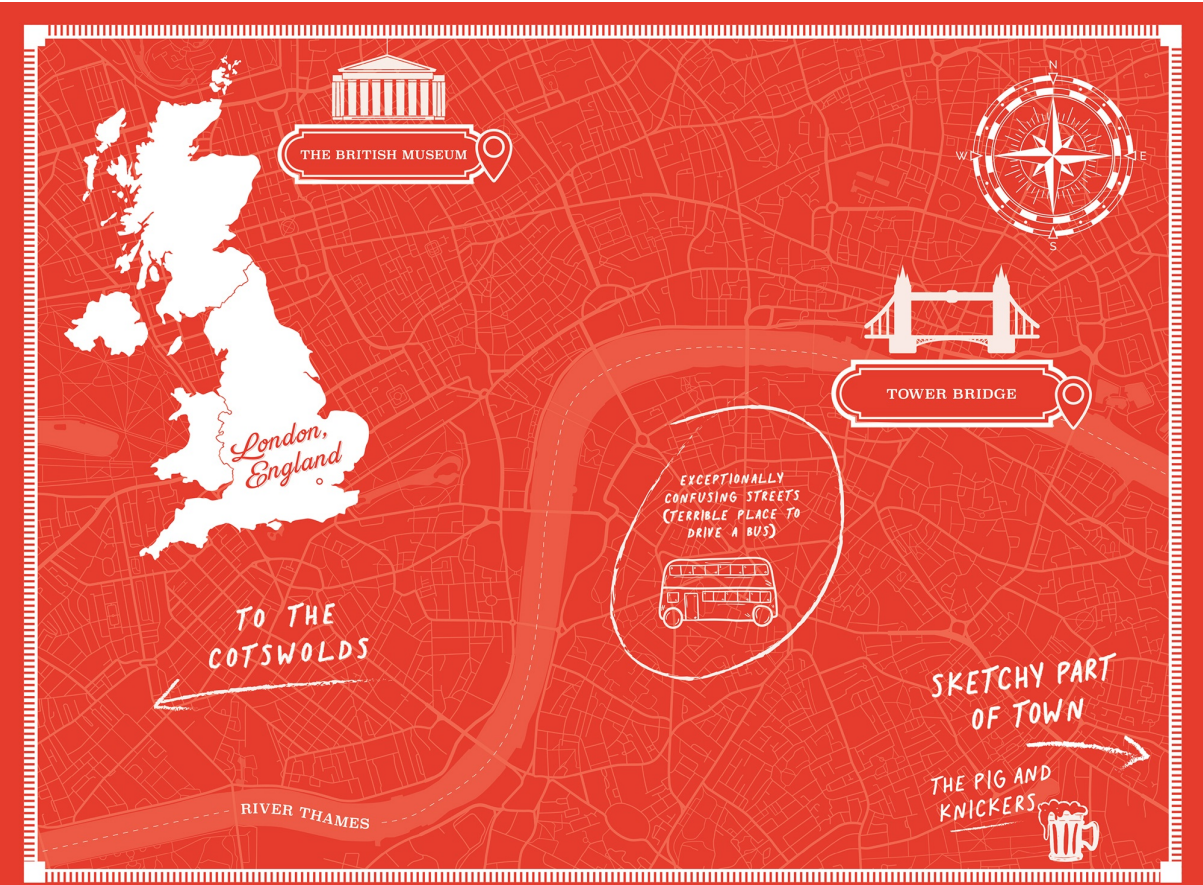 THE BRITISH MUSEUM
N
W
E
S
TOWER BRIDGE
London,
England
EXCEPTIONALLY
CONFUSING STREETS
(TERRIBLE PLACE TO
DRIVE A BUS)
TO THE
COTSWOLDS
SKETCHY PART
OF TOWN
THE PIG AND
KNICKERS
RIVER THAMES